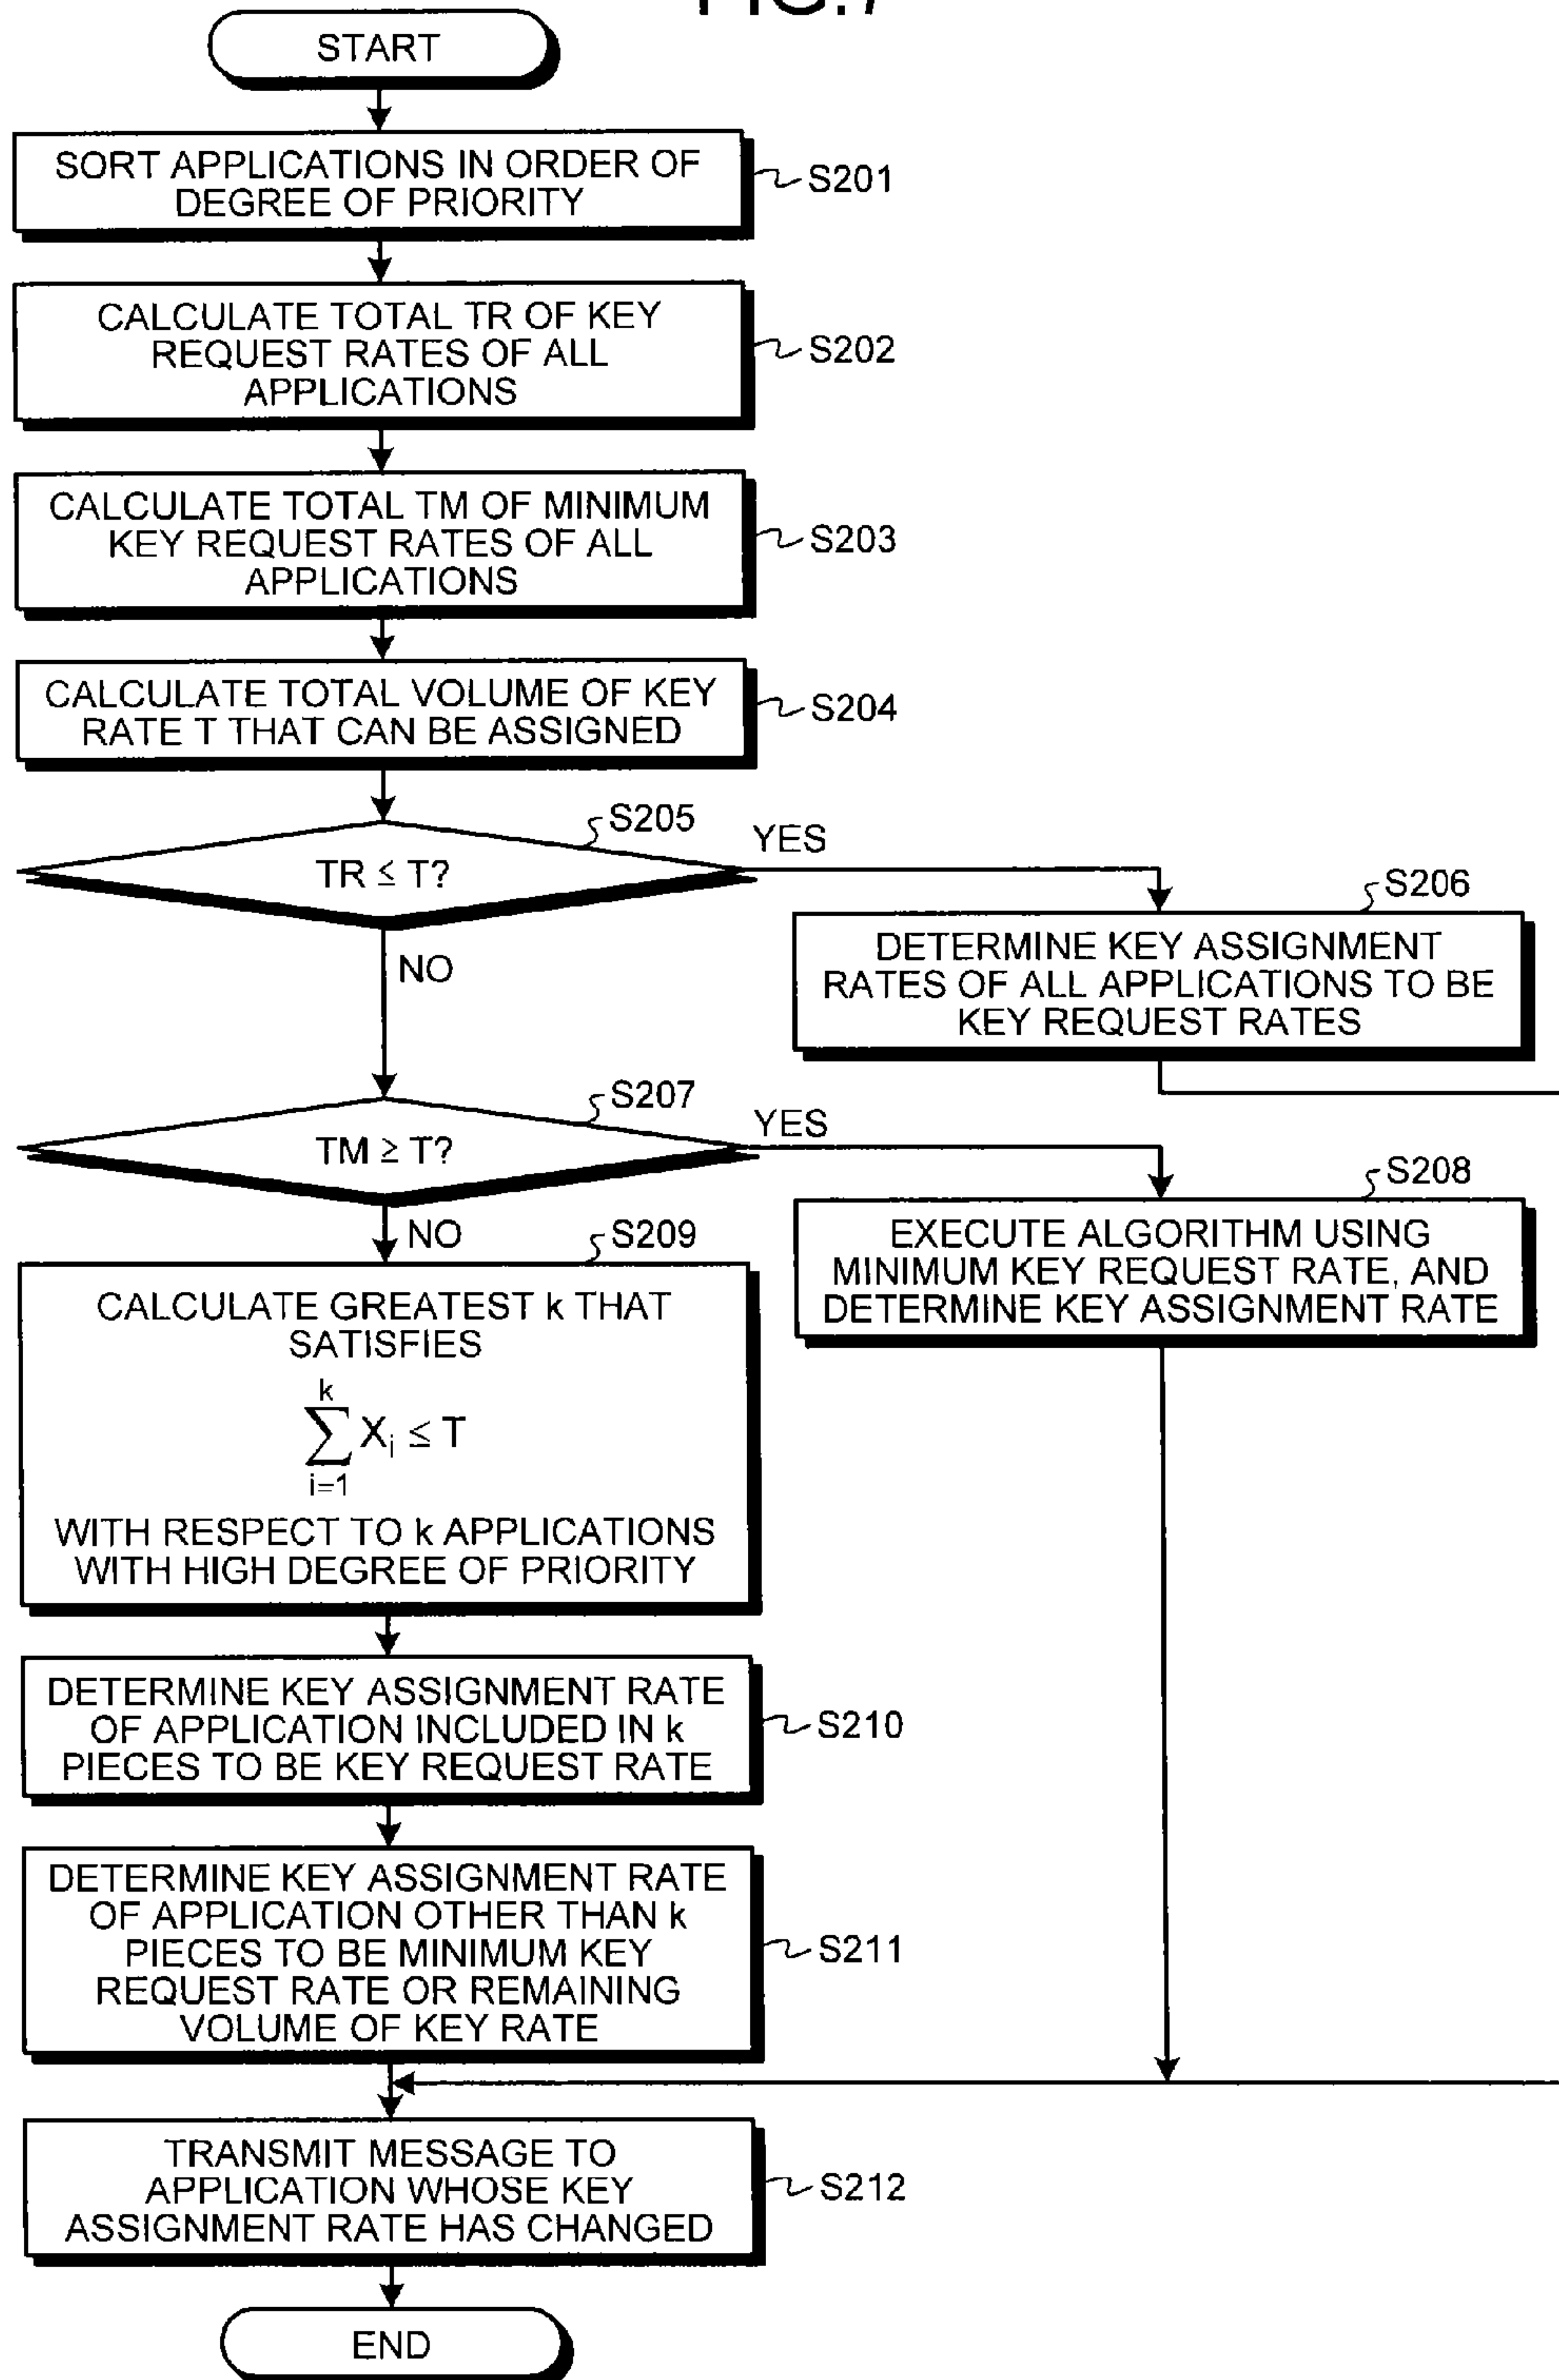 START
SORT APPLICATIONS IN ORDER OF
DEGREE OF PRIORITY
S201
CALCULATE TOTAL TR OF KEY
REQUEST RATES OF ALL
APPLICATIONS
S202
CALCULATE TOTAL TM OF MINIMUM
KEY REQUEST RATES OF ALL
APPLICATIONS
S203
CALCULATE TOTAL VOLUME OF KEY
RATE T THAT CAN BE ASSIGNED
S204
S205
TR ≤ T?
YES
NO
S206
DETERMINE KEY ASSIGNMENT
RATES OF ALL APPLICATIONS TO BE
KEY REQUEST RATES
S207
TM ≥ T?
YES
NO
S208
EXECUTE ALGORITHM USING
MINIMUM KEY REQUEST RATE, AND
DETERMINE KEY ASSIGNMENT RATE
S209
CALCULATE GREATEST k THAT
SATISFIES
k
∑ Xi ≤ T
i=1
WITH RESPECT TO k APPLICATIONS
WITH HIGH DEGREE OF PRIORITY
DETERMINE KEY ASSIGNMENT RATE
OF APPLICATION INCLUDED IN k
PIECES TO BE KEY REQUEST RATE
S210
DETERMINE KEY ASSIGNMENT RATE
OF APPLICATION OTHER THAN k
PIECES TO BE MINIMUM KEY
REQUEST RATE OR REMAINING
VOLUME OF KEY RATE
S211
TRANSMIT MESSAGE TO
APPLICATION WHOSE KEY
ASSIGNMENT RATE HAS CHANGED
S212
END